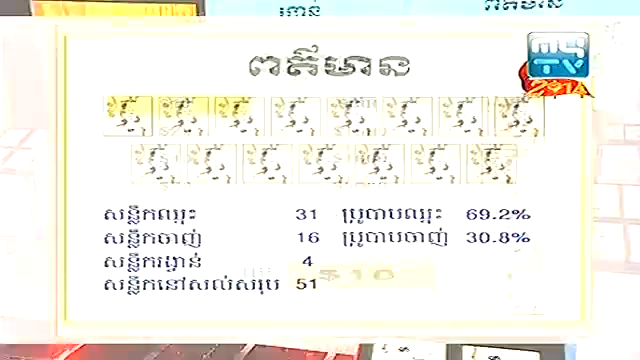 ព័ត៌មាន
MYTV
2014
សន្លឹកឈ្នះ 31 ប្រូបាបឈ្នះ 69.2%
សន្លឹកចាញ់ 16 ប្រូបាបចាញ់ 30.8%
សន្លឹករង្វាន់ 4
សន្លឹកនៅសល់សរុប 51